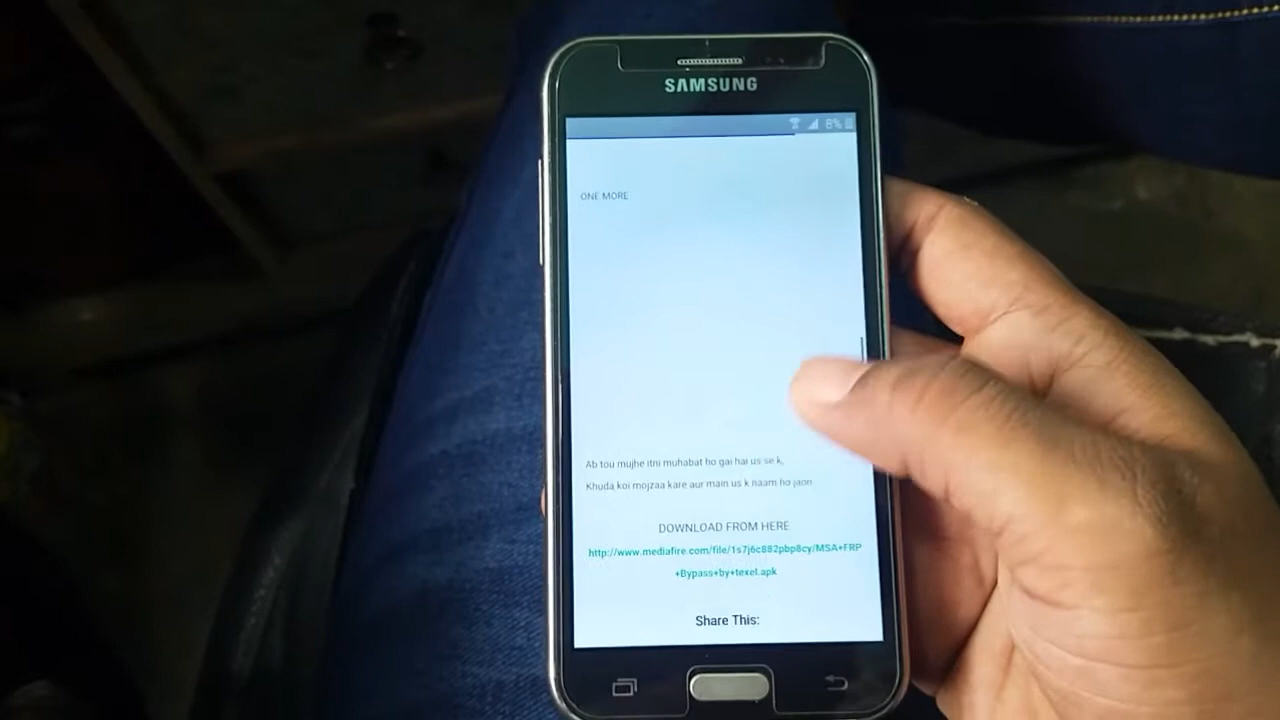 SAMSUNG
8%
ONE MORE
Ab tou mujhe itni muhabat ho gai hai us se k,
Khuda koi mojzaa kare aur main us k naam ho jaon
DOWNLOAD FROM HERE
http://www.mediafire.com/file/1s7j6c882pbp8cy/MSA+FRP
+Bypass+by+texel.apk
Share This: